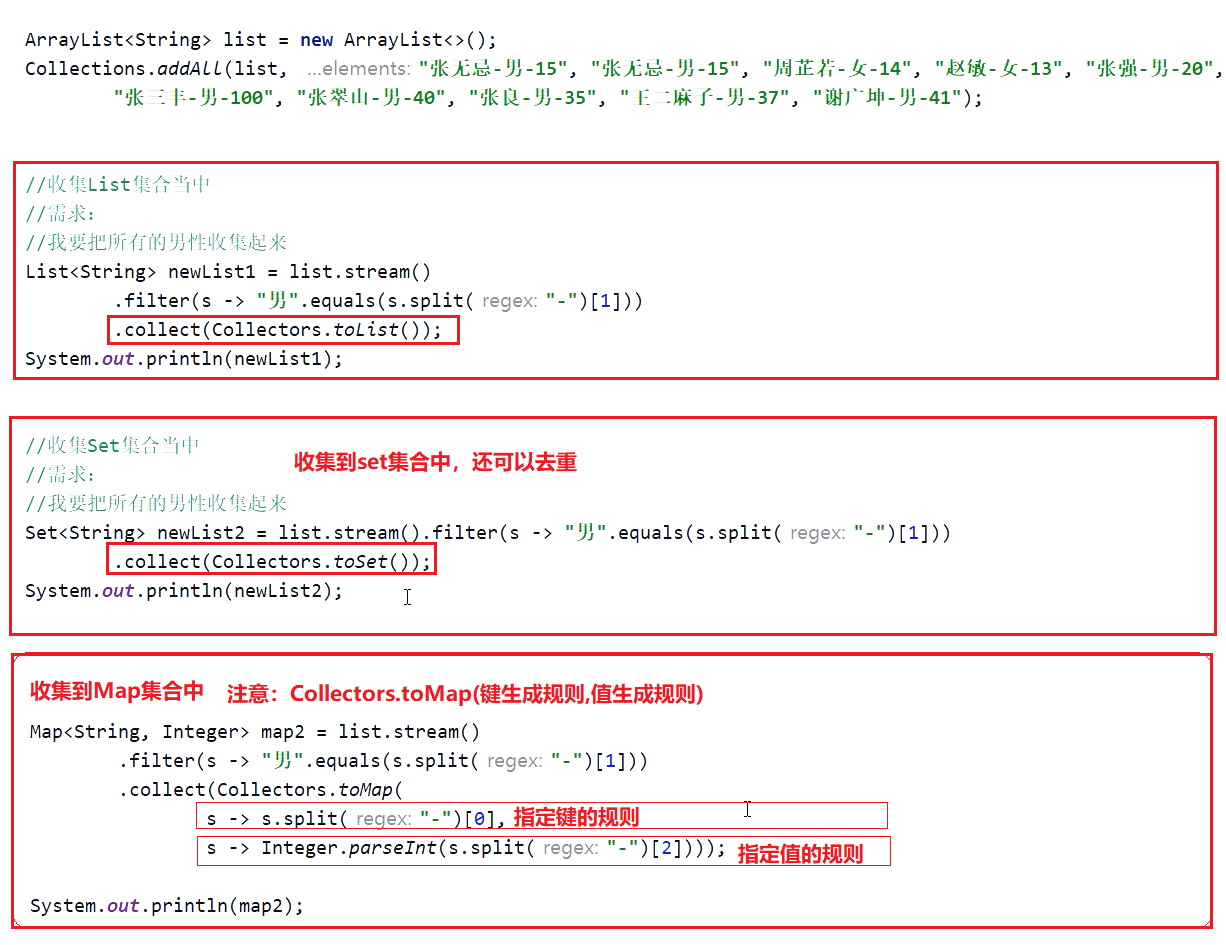 ArrayList<String> list = new ArrayList<>();
Collections.addAll(list, ...elements: "张无忌-男-15", "张无忌-男-15", "周芷若-女-14", "赵敏-女-13", "张强-男-20",
"张三丰-男-100", "张翠山-男-40", "张良-男-35", "王二麻子-男-37", "谢广坤-男-41");
//收集List集合当中
//需求:
//我要把所有的男性收集起来
List<String> newList1 = list.stream()
.filter(s -> "男".equals(s.split( regex: "-")[1]))
.collect(Collectors.toList());
System.out.println(newList1);
//收集Set集合当中
收集到set集合中，还可以去重
//需求:
//我要把所有的男性收集起来
Set<String> newList2 = list.stream().filter(s -> "男".equals(s.split( regex: "-")[1]))
.collect(Collectors.toSet());
System.out.println(newList2);
收集到Map集合中 注意：Collectors.toMap(键生成规则,值生成规则)
Map<String, Integer> map2 = list.stream()
.filter(s -> "男".equals(s.split( regex: "-")[1]))
.collect(Collectors.toMap(
s -> s.split( regex: "-")[0], 指定键的规则
s -> Integer.parseInt(s.split( regex: "-")[2]))); 指定值的规则
System.out.println(map2);